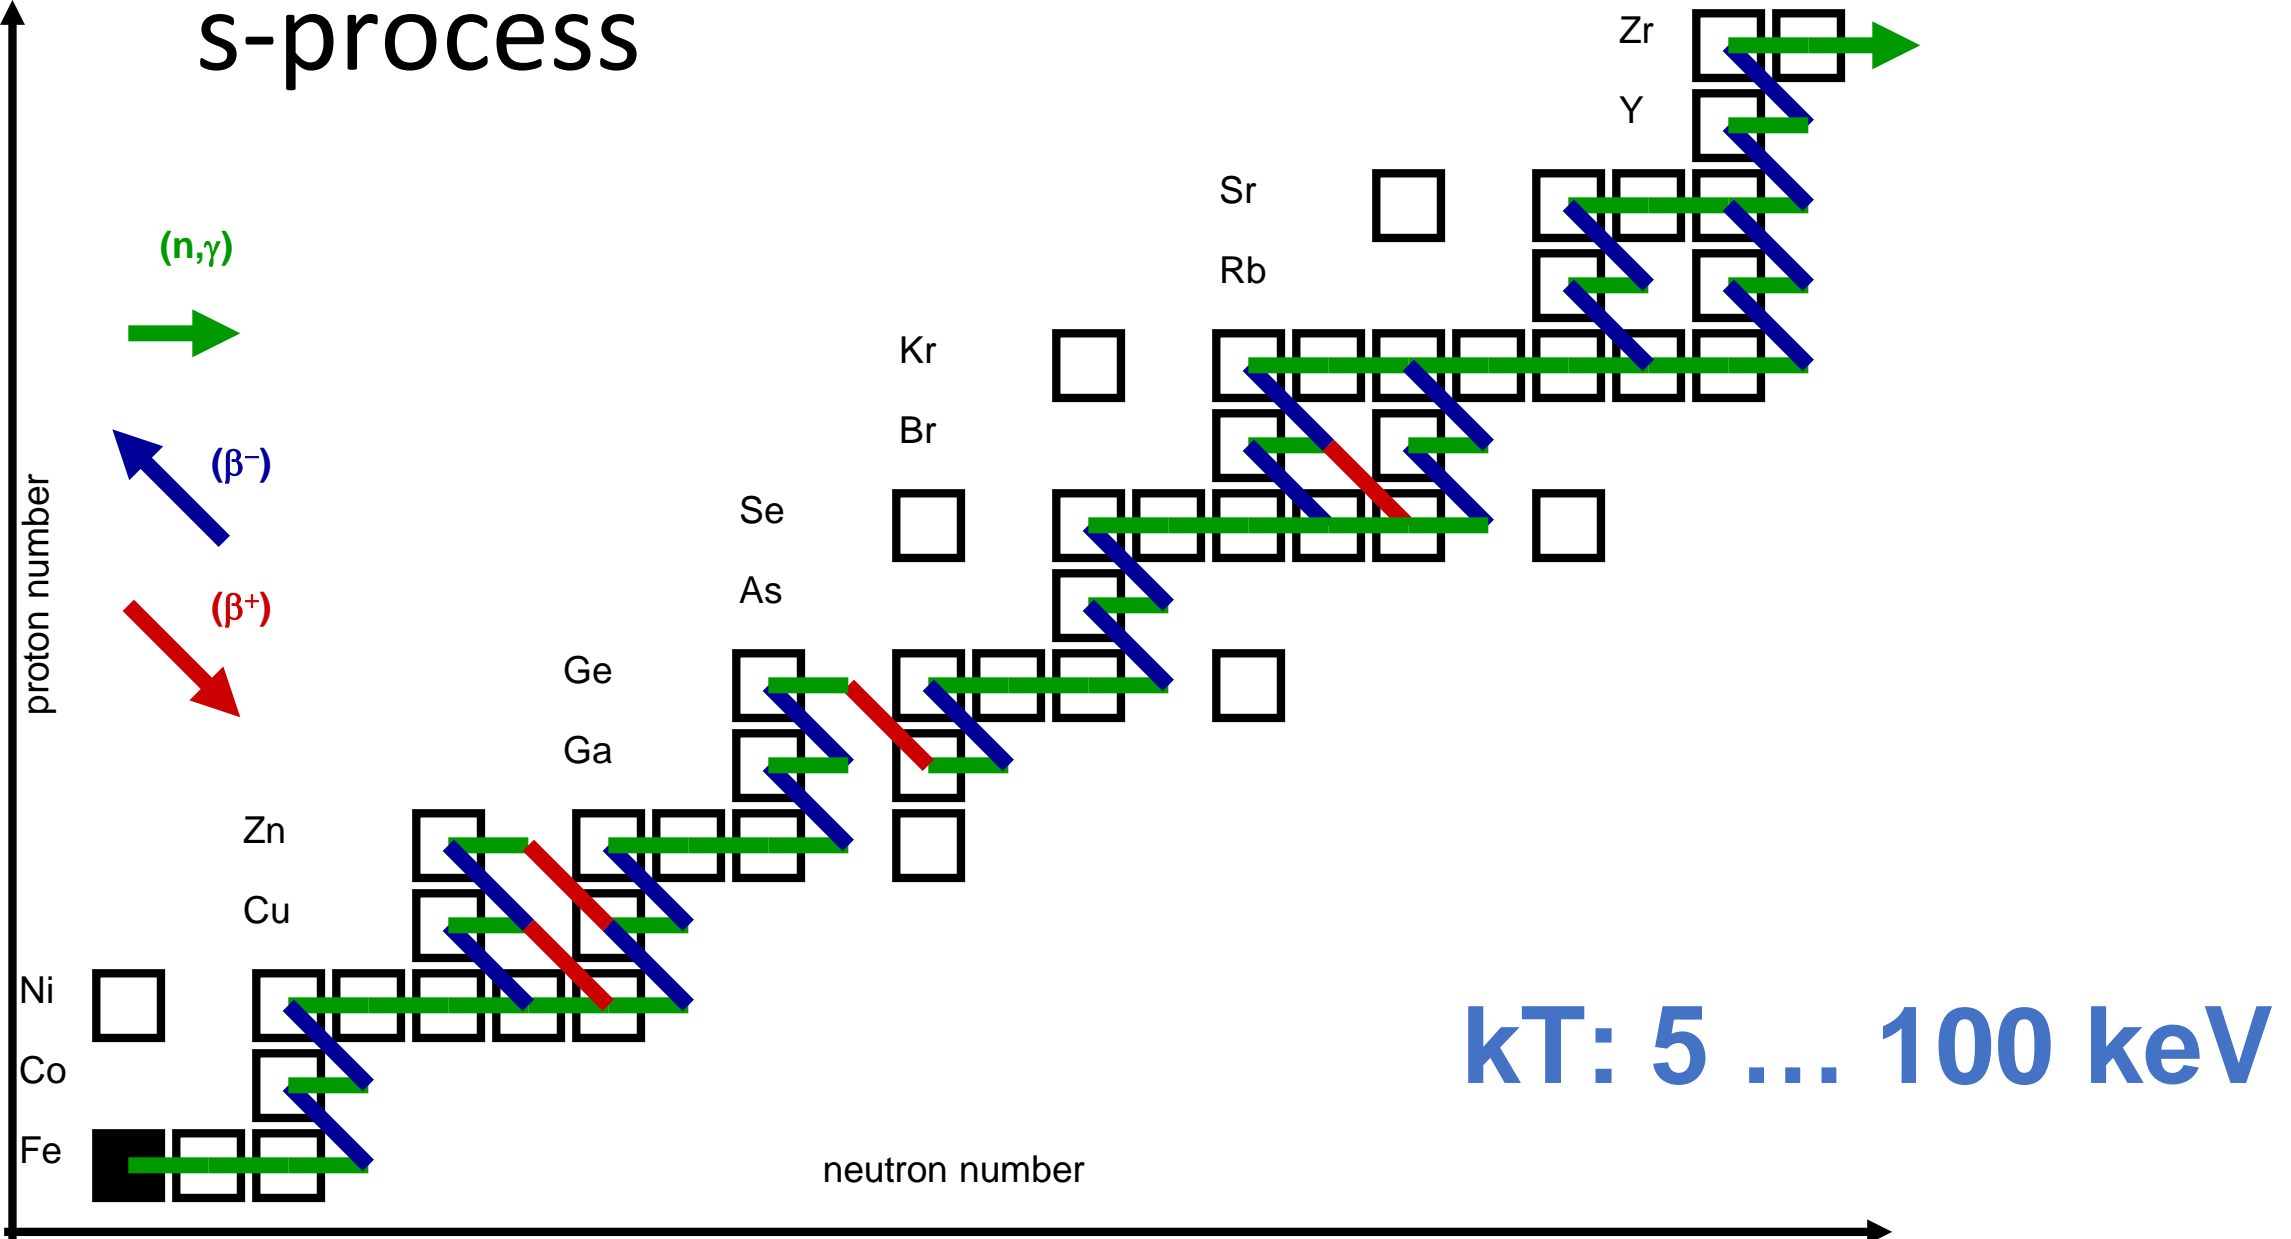 s-process
Zr
Y
Sr
(n,γ)
Rb
Kr
Br
(β⁻)
Se
As
(β⁺)
proton number
Ge
Ga
Zn
Cu
Ni
kT: 5 … 100 keV
Co
Fe
neutron number